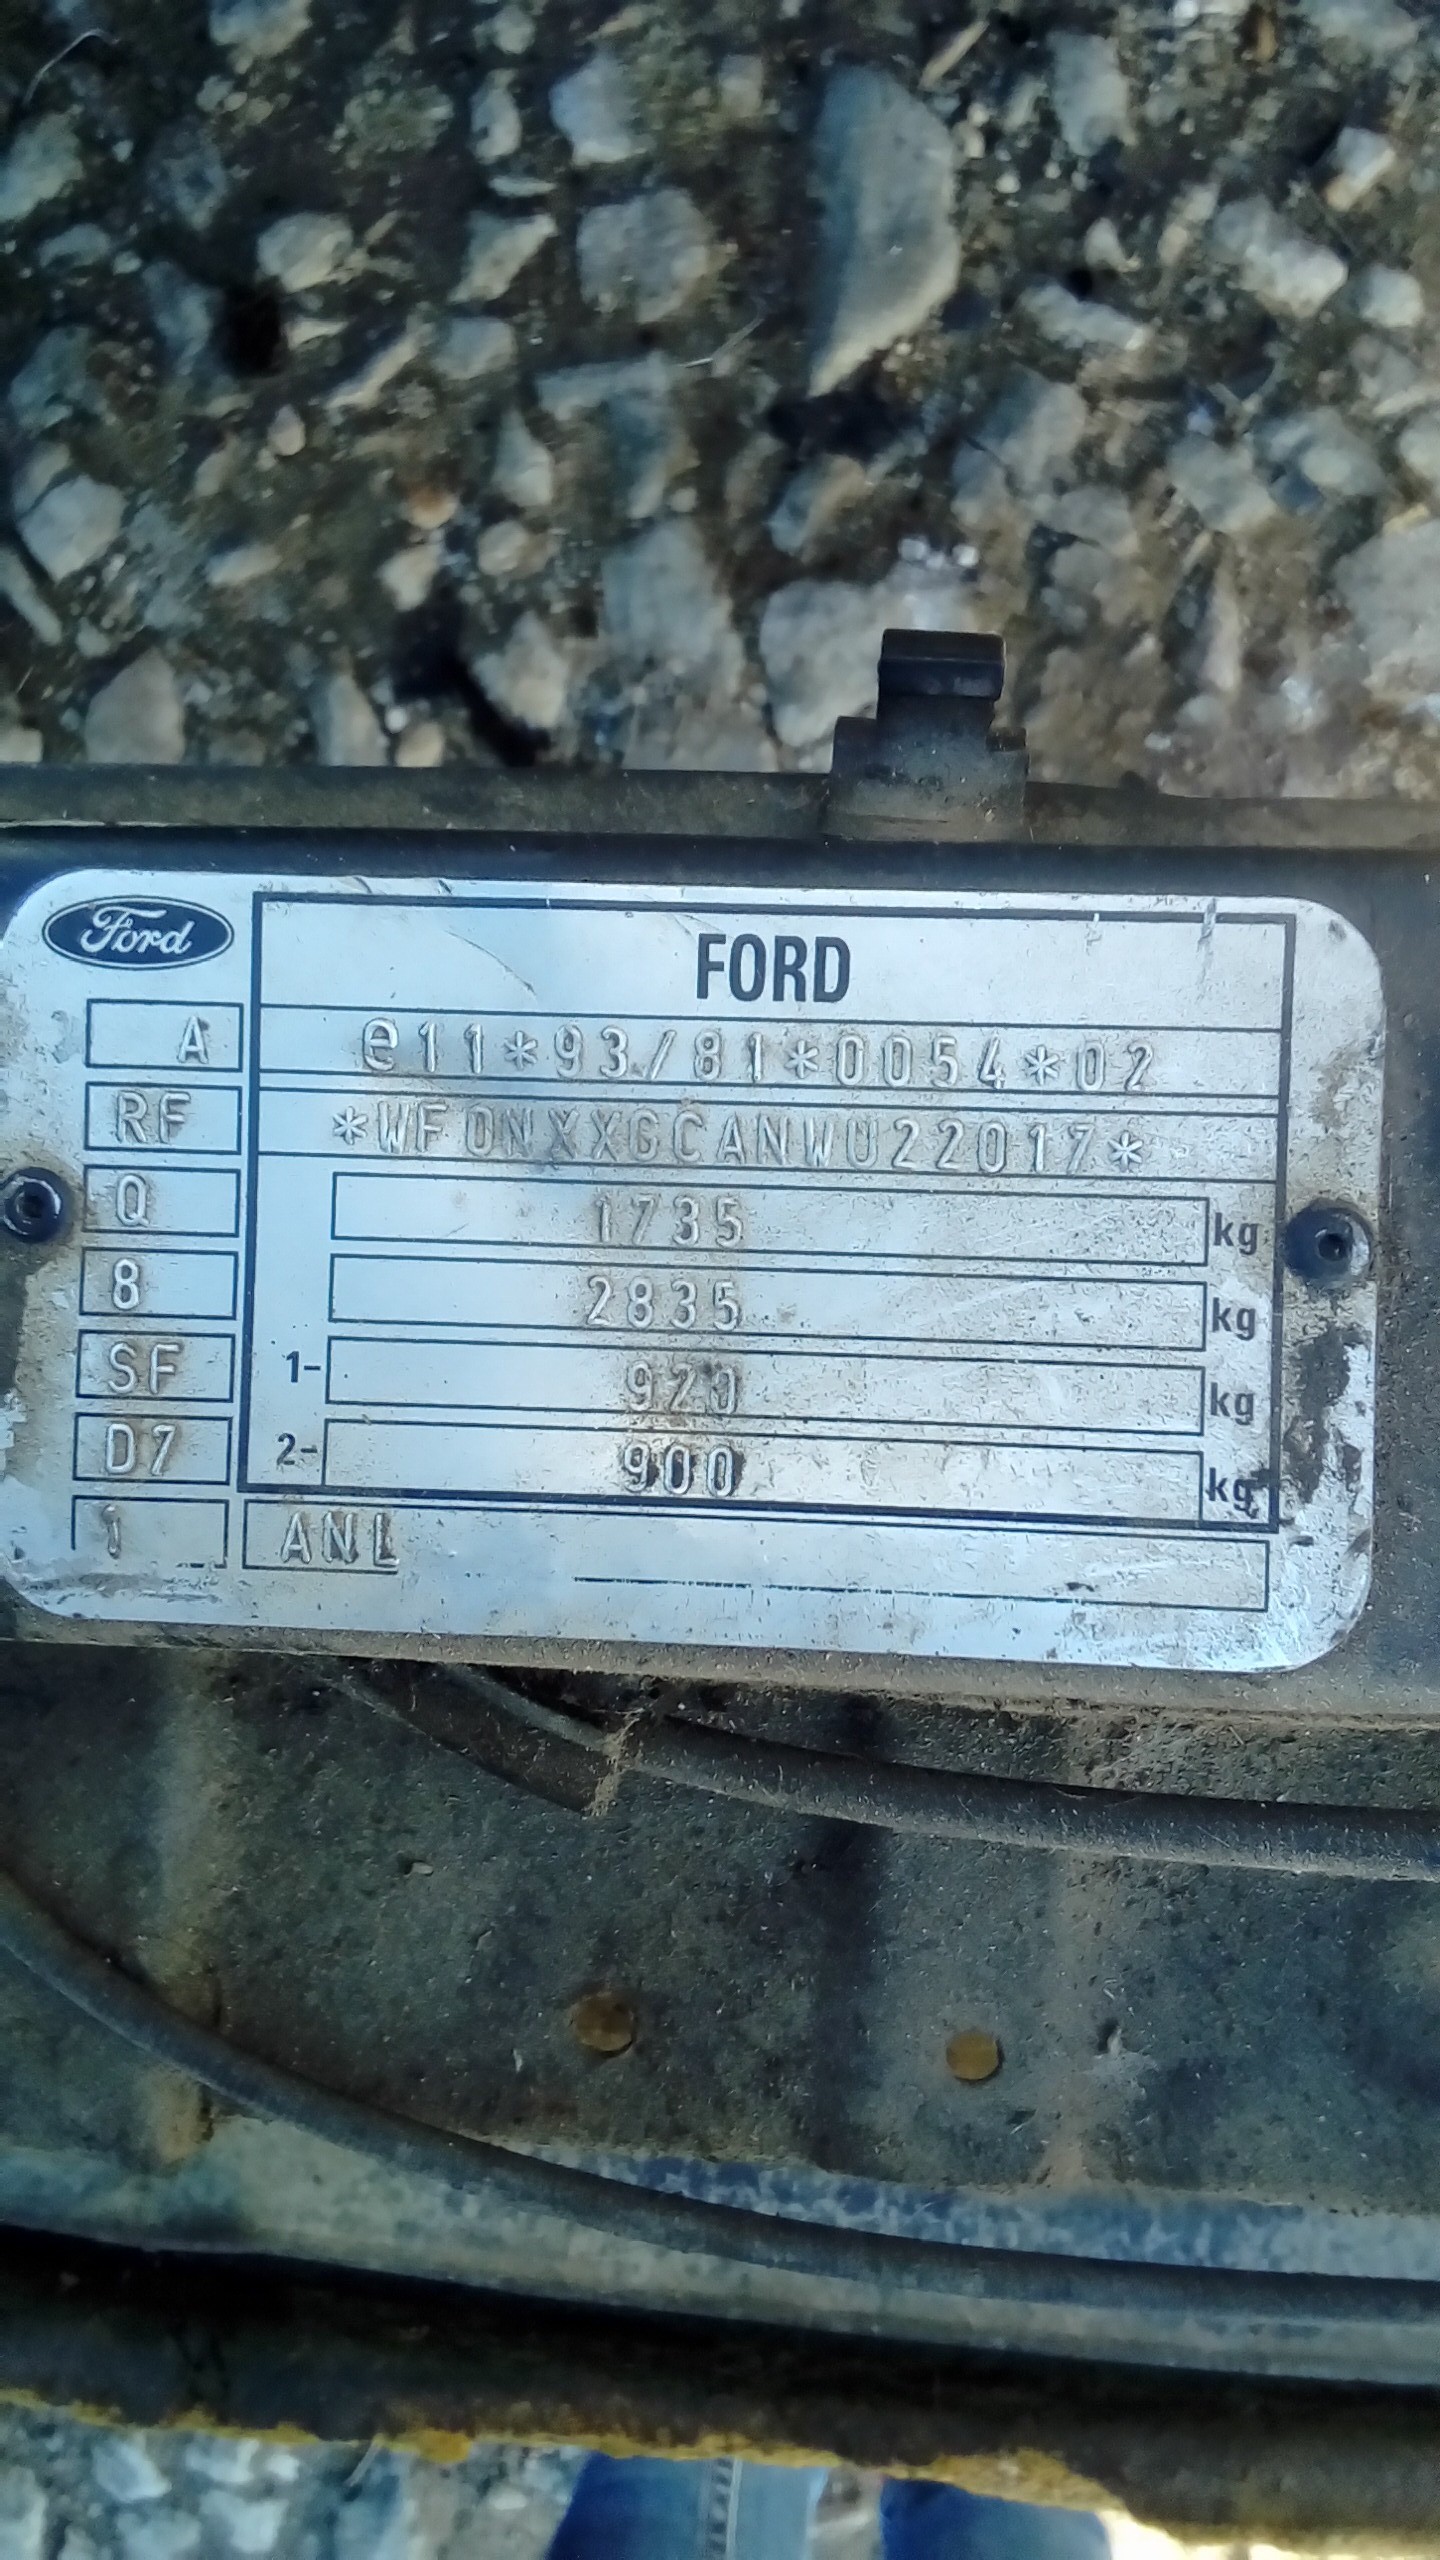 Ford
FORD
A e11*93/81*0054*02
RF *WF0NXXGCANWU22017*
Q 1735 kg
8 2835 kg
SF 1- 920 kg
D7 2- 900 kg
1 ANL